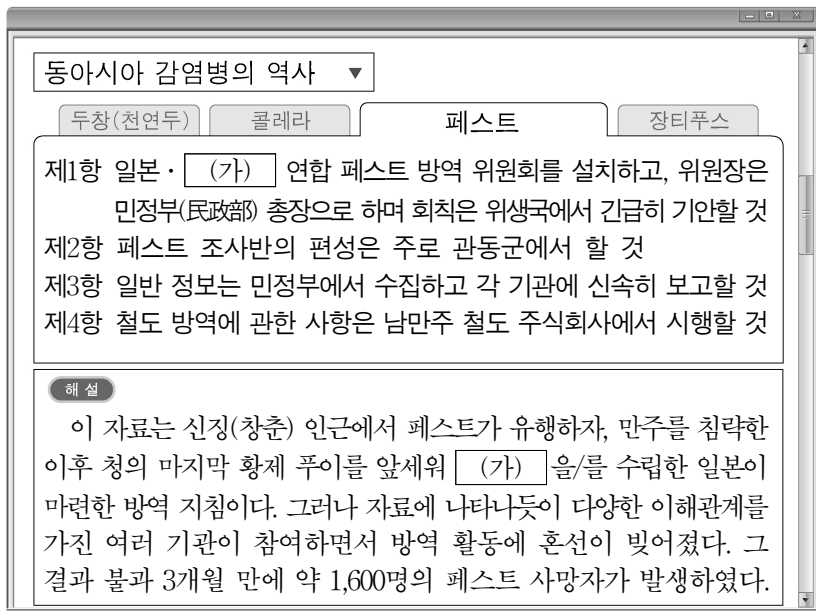 동아시아 감염병의 역사 ▼
두창(천연두) 콜레라 페스트 장티푸스
제1항 일본· (가) 연합 페스트 방역 위원회를 설치하고, 위원장은
민정부(民政部) 총장으로 하며 회칙은 위생국에서 긴급히 기안할 것
제2항 페스트 조사반의 편성은 주로 관동군에서 할 것
제3항 일반 정보는 민정부에서 수집하고 각 기관에 신속히 보고할 것
제4항 철도 방역에 관한 사항은 남만주 철도 주식회사에서 시행할 것
해설
이 자료는 신징(창춘) 인근에서 페스트가 유행하자, 만주를 침략한
이후 청의 마지막 황제 푸이를 앞세워 (가) 을/를 수립한 일본이
마련한 방역 지침이다. 그러나 자료에 나타나듯이 다양한 이해관계를
가진 여러 기관이 참여하면서 방역 활동에 혼선이 빚어졌다. 그
결과 불과 3개월 만에 약 1,600명의 페스트 사망자가 발생하였다.